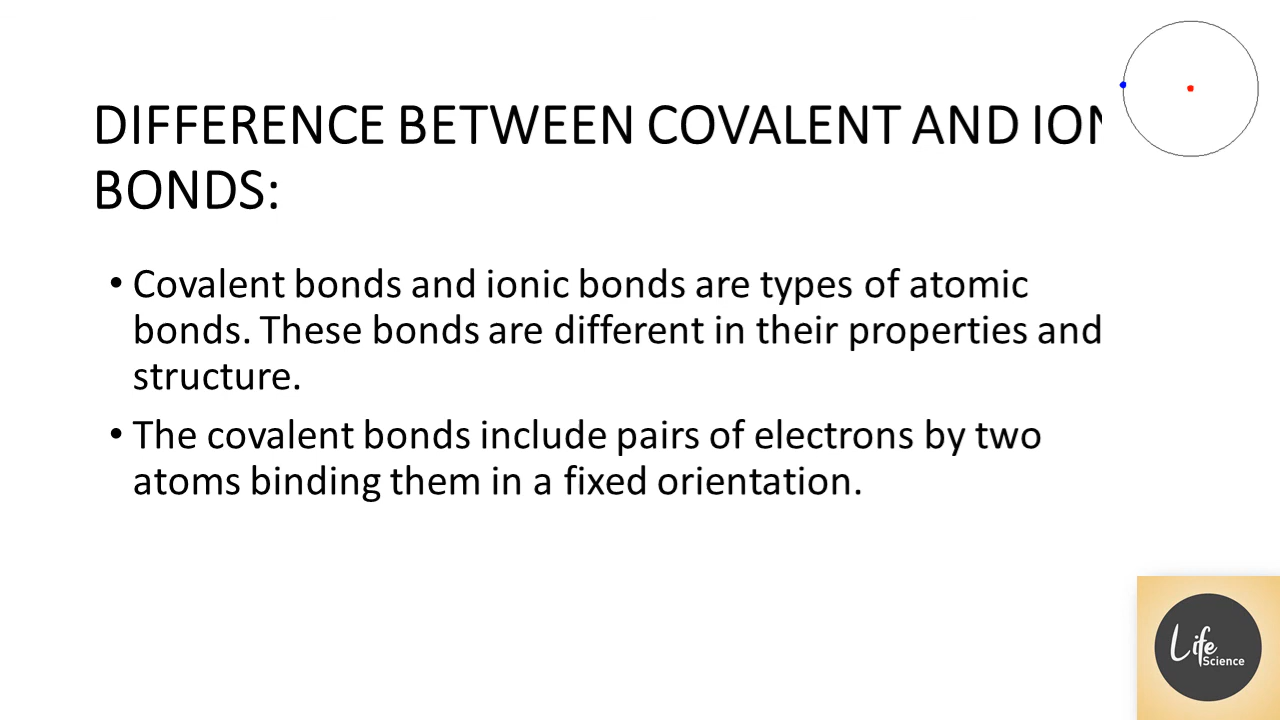 DIFFERENCE BETWEEN COVALENT AND ION
BONDS:
• Covalent bonds and ionic bonds are types of atomic
bonds. These bonds are different in their properties and
structure.
• The covalent bonds include pairs of electrons by two
atoms binding them in a fixed orientation.
Life
Science